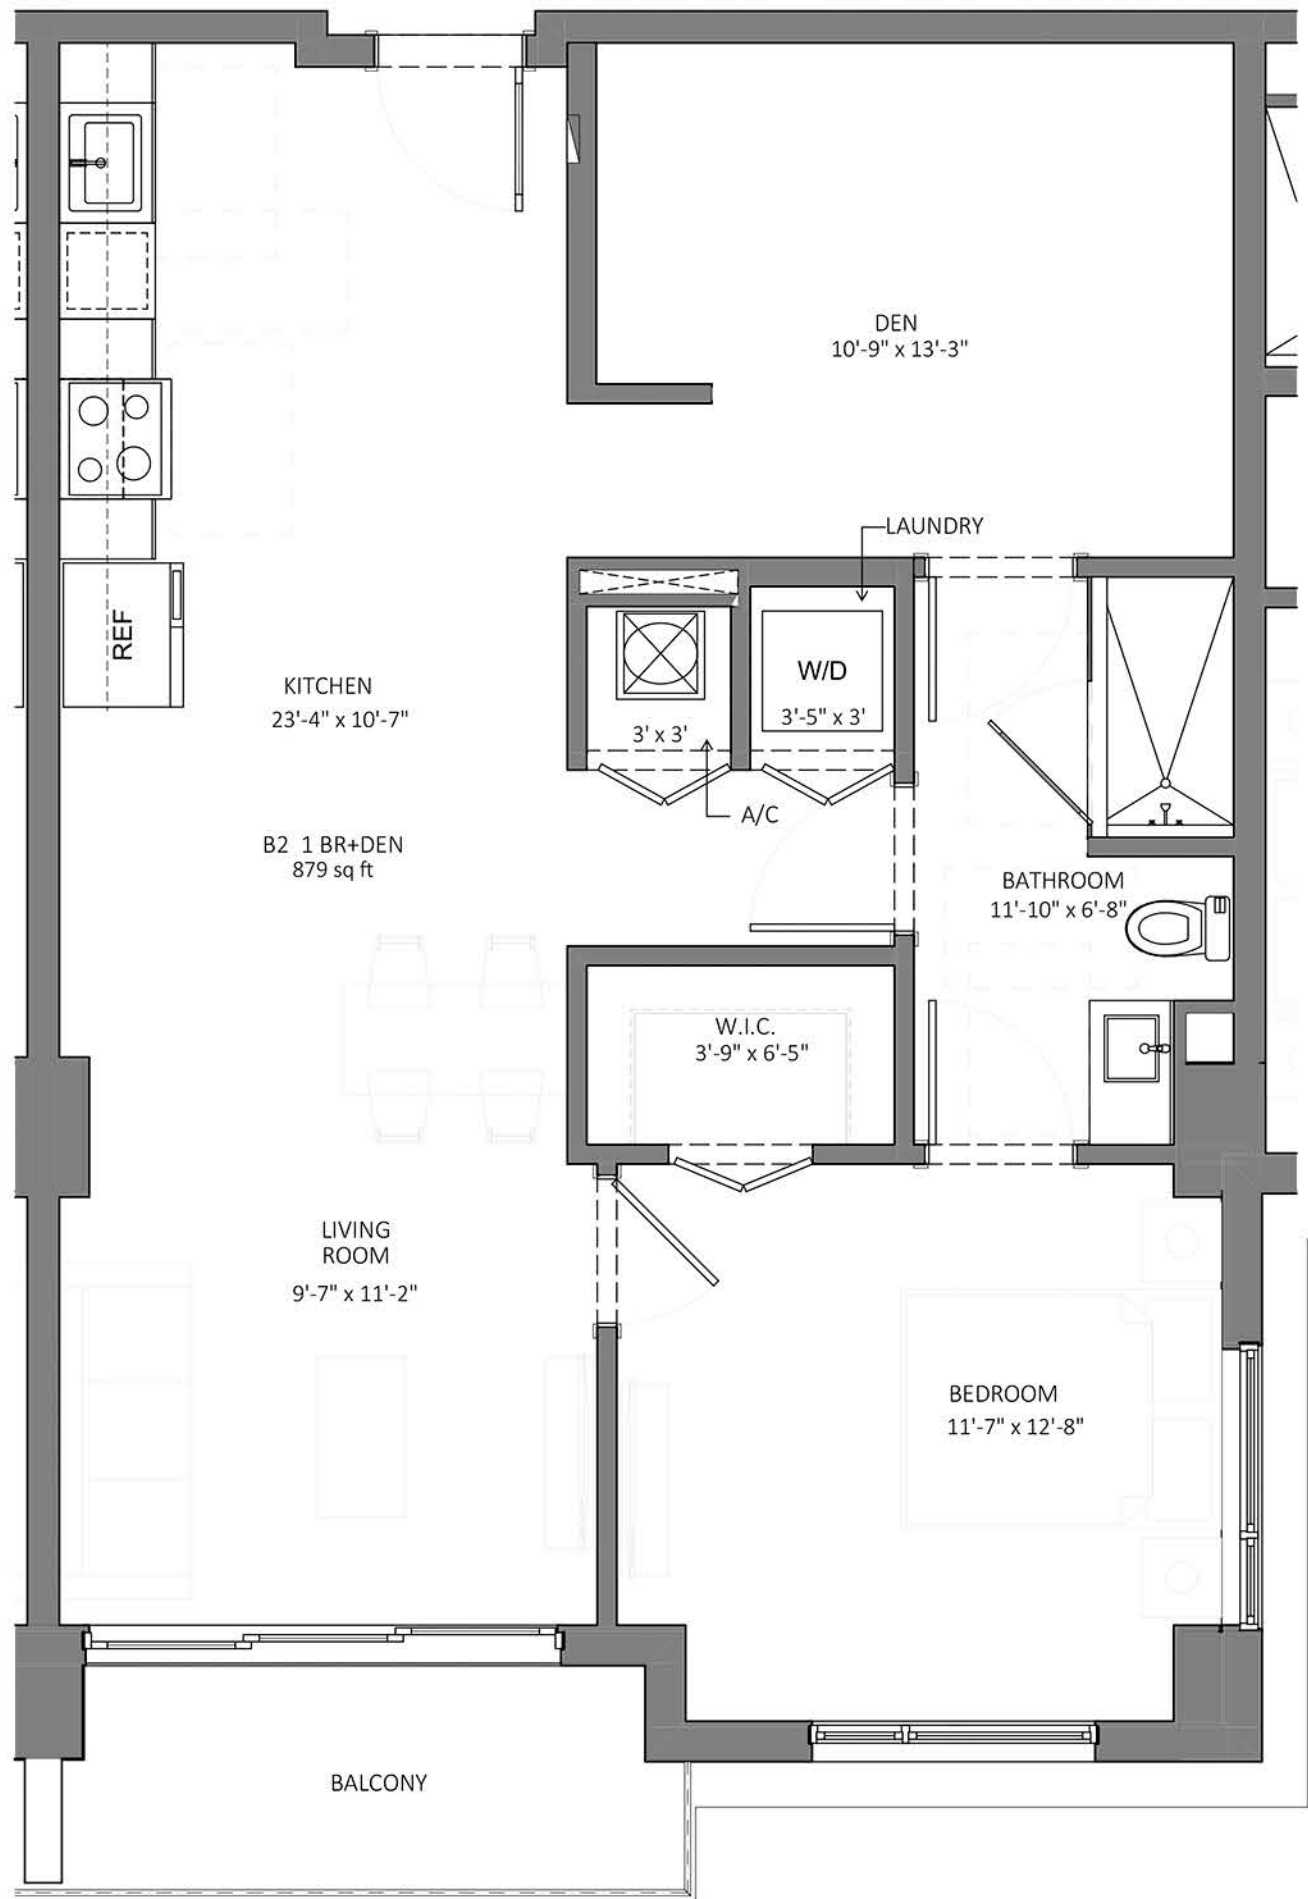 DEN
10'-9" x 13'-3"
LAUNDRY
REF
W/D
3'-5" x 3'
KITCHEN
23'-4" x 10'-7"
3' x 3'
A/C
B2 1 BR+DEN
879 sq ft
BATHROOM
11'-10" x 6'-8"
W.I.C.
3'-9" x 6'-5"
LIVING
ROOM
9'-7" x 11'-2"
BEDROOM
11'-7" x 12'-8"
BALCONY